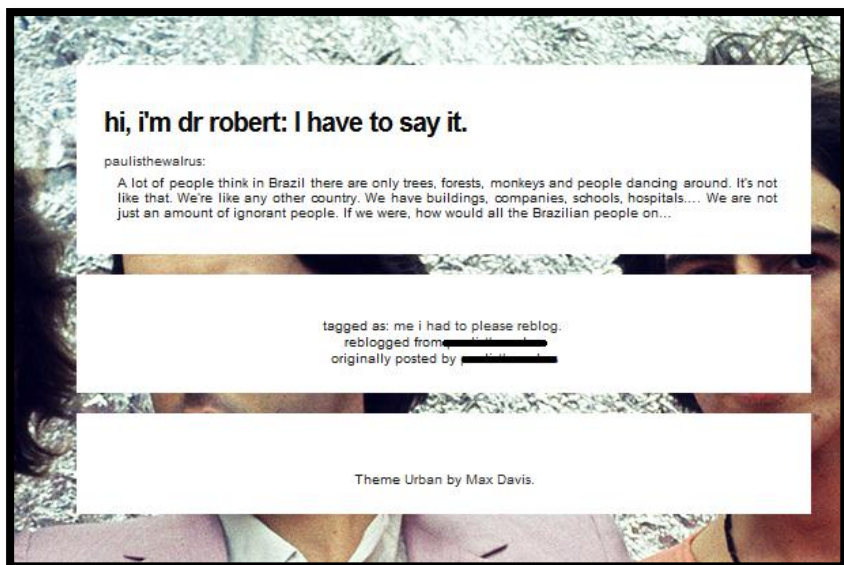 hi, i'm dr robert: I have to say it.
paulisthewalrus:
A lot of people think in Brazil there are only trees, forests, monkeys and people dancing around. It's not
like that. We're like any other country. We have buildings, companies, schools, hospitals.... We are not
just an amount of ignorant people. If we were, how would all the Brazilian people on...
tagged as: me i had to please reblog.
reblogged from
originally posted by
Theme Urban by Max Davis.